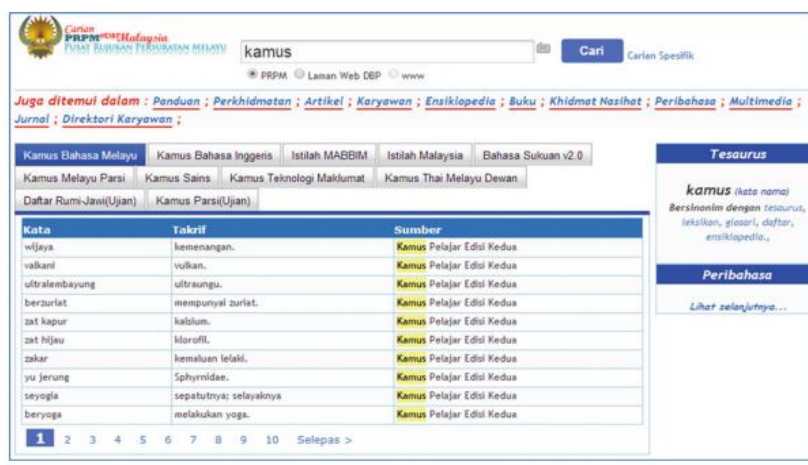 Carian
PRPM@DBP Malaysia
PUSAT RUJUKAN PERSURATAN MELAYU
kamus
Cari
Carian Spesifik
PRPM Laman Web DBP www
Juga ditemui dalam : Panduan ; Perkhidmatan ; Artikel ; Karyawan ; Ensiklopedia ; Buku ; Khidmat Nasihat ; Peribahasa ; Multimedia ;
Jurnal ; Direktori Karyawan ;
Kamus Bahasa Melayu Kamus Bahasa Inggeris Istilah MABBIM Istilah Malaysia Bahasa Sukuan v2.0
Kamus Melayu Parsi Kamus Sains Kamus Teknologi Maklumat Kamus Thai Melayu Dewan
Daftar Rumi-Jawi(Ujian) Kamus Parsi(Ujian)
Kata Takrif Sumber
wijaya kemenangan. Kamus Pelajar Edisi Kedua
valkani vulkan. Kamus Pelajar Edisi Kedua
ultralembayung ultraungu. Kamus Pelajar Edisi Kedua
berzuriat mempunyai zuriat. Kamus Pelajar Edisi Kedua
zat kapur kalsium. Kamus Pelajar Edisi Kedua
zat hijau klorofil. Kamus Pelajar Edisi Kedua
zakar kemaluan lelaki. Kamus Pelajar Edisi Kedua
yu jerung Sphyrnidae. Kamus Pelajar Edisi Kedua
seyogia sepatutnya; selayaknya Kamus Pelajar Edisi Kedua
beryoga melakukan yoga. Kamus Pelajar Edisi Kedua
1 2 3 4 5 6 7 8 9 10 Selepas >
Tesaurus
kamus (kata nama)
Bersinonim dengan tesaurus,
leksikon, glosari, daftar,
ensiklopedia.,
Peribahasa
Lihat selanjutnya...